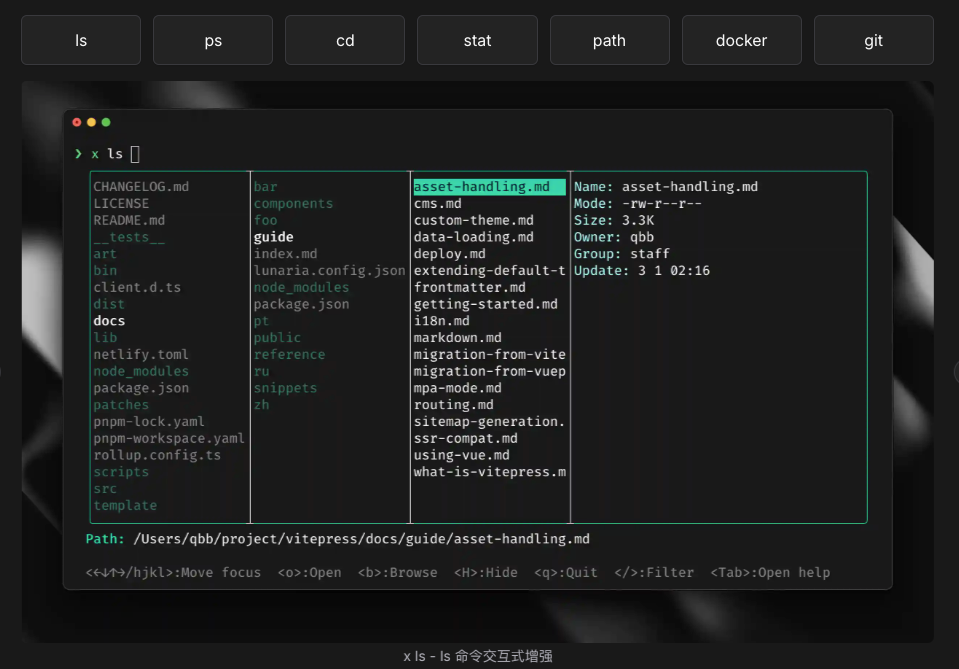 ls
ps
cd
stat
path
docker
git
❯ x ls
CHANGELOG.md
LICENSE
README.md
__tests__
art
bin
client.d.ts
dist
docs
lib
netlify.toml
node_modules
package.json
patches
pnpm-lock.yaml
pnpm-workspace.yaml
rollup.config.ts
scripts
src
template
bar
components
foo
guide
index.md
lunaria.config.json
node_modules
package.json
pt
public
reference
ru
snippets
zh
asset-handling.md
cms.md
custom-theme.md
data-loading.md
deploy.md
extending-default-t
frontmatter.md
getting-started.md
i18n.md
markdown.md
migration-from-vite
migration-from-vuep
mpa-mode.md
routing.md
sitemap-generation.
ssr-compat.md
using-vue.md
what-is-vitepress.m
Name: asset-handling.md
Mode: -rw-r--r--
Size: 3.3K
Owner: qbb
Group: staff
Update: 3 1 02:16
Path: /Users/qbb/project/vitepress/docs/guide/asset-handling.md
<←↓↑→/hjkl>:Move focus <o>:Open <b>:Browse <H>:Hide <q>:Quit </>:Filter <Tab>:Open help
x ls - ls 命令交互式增强